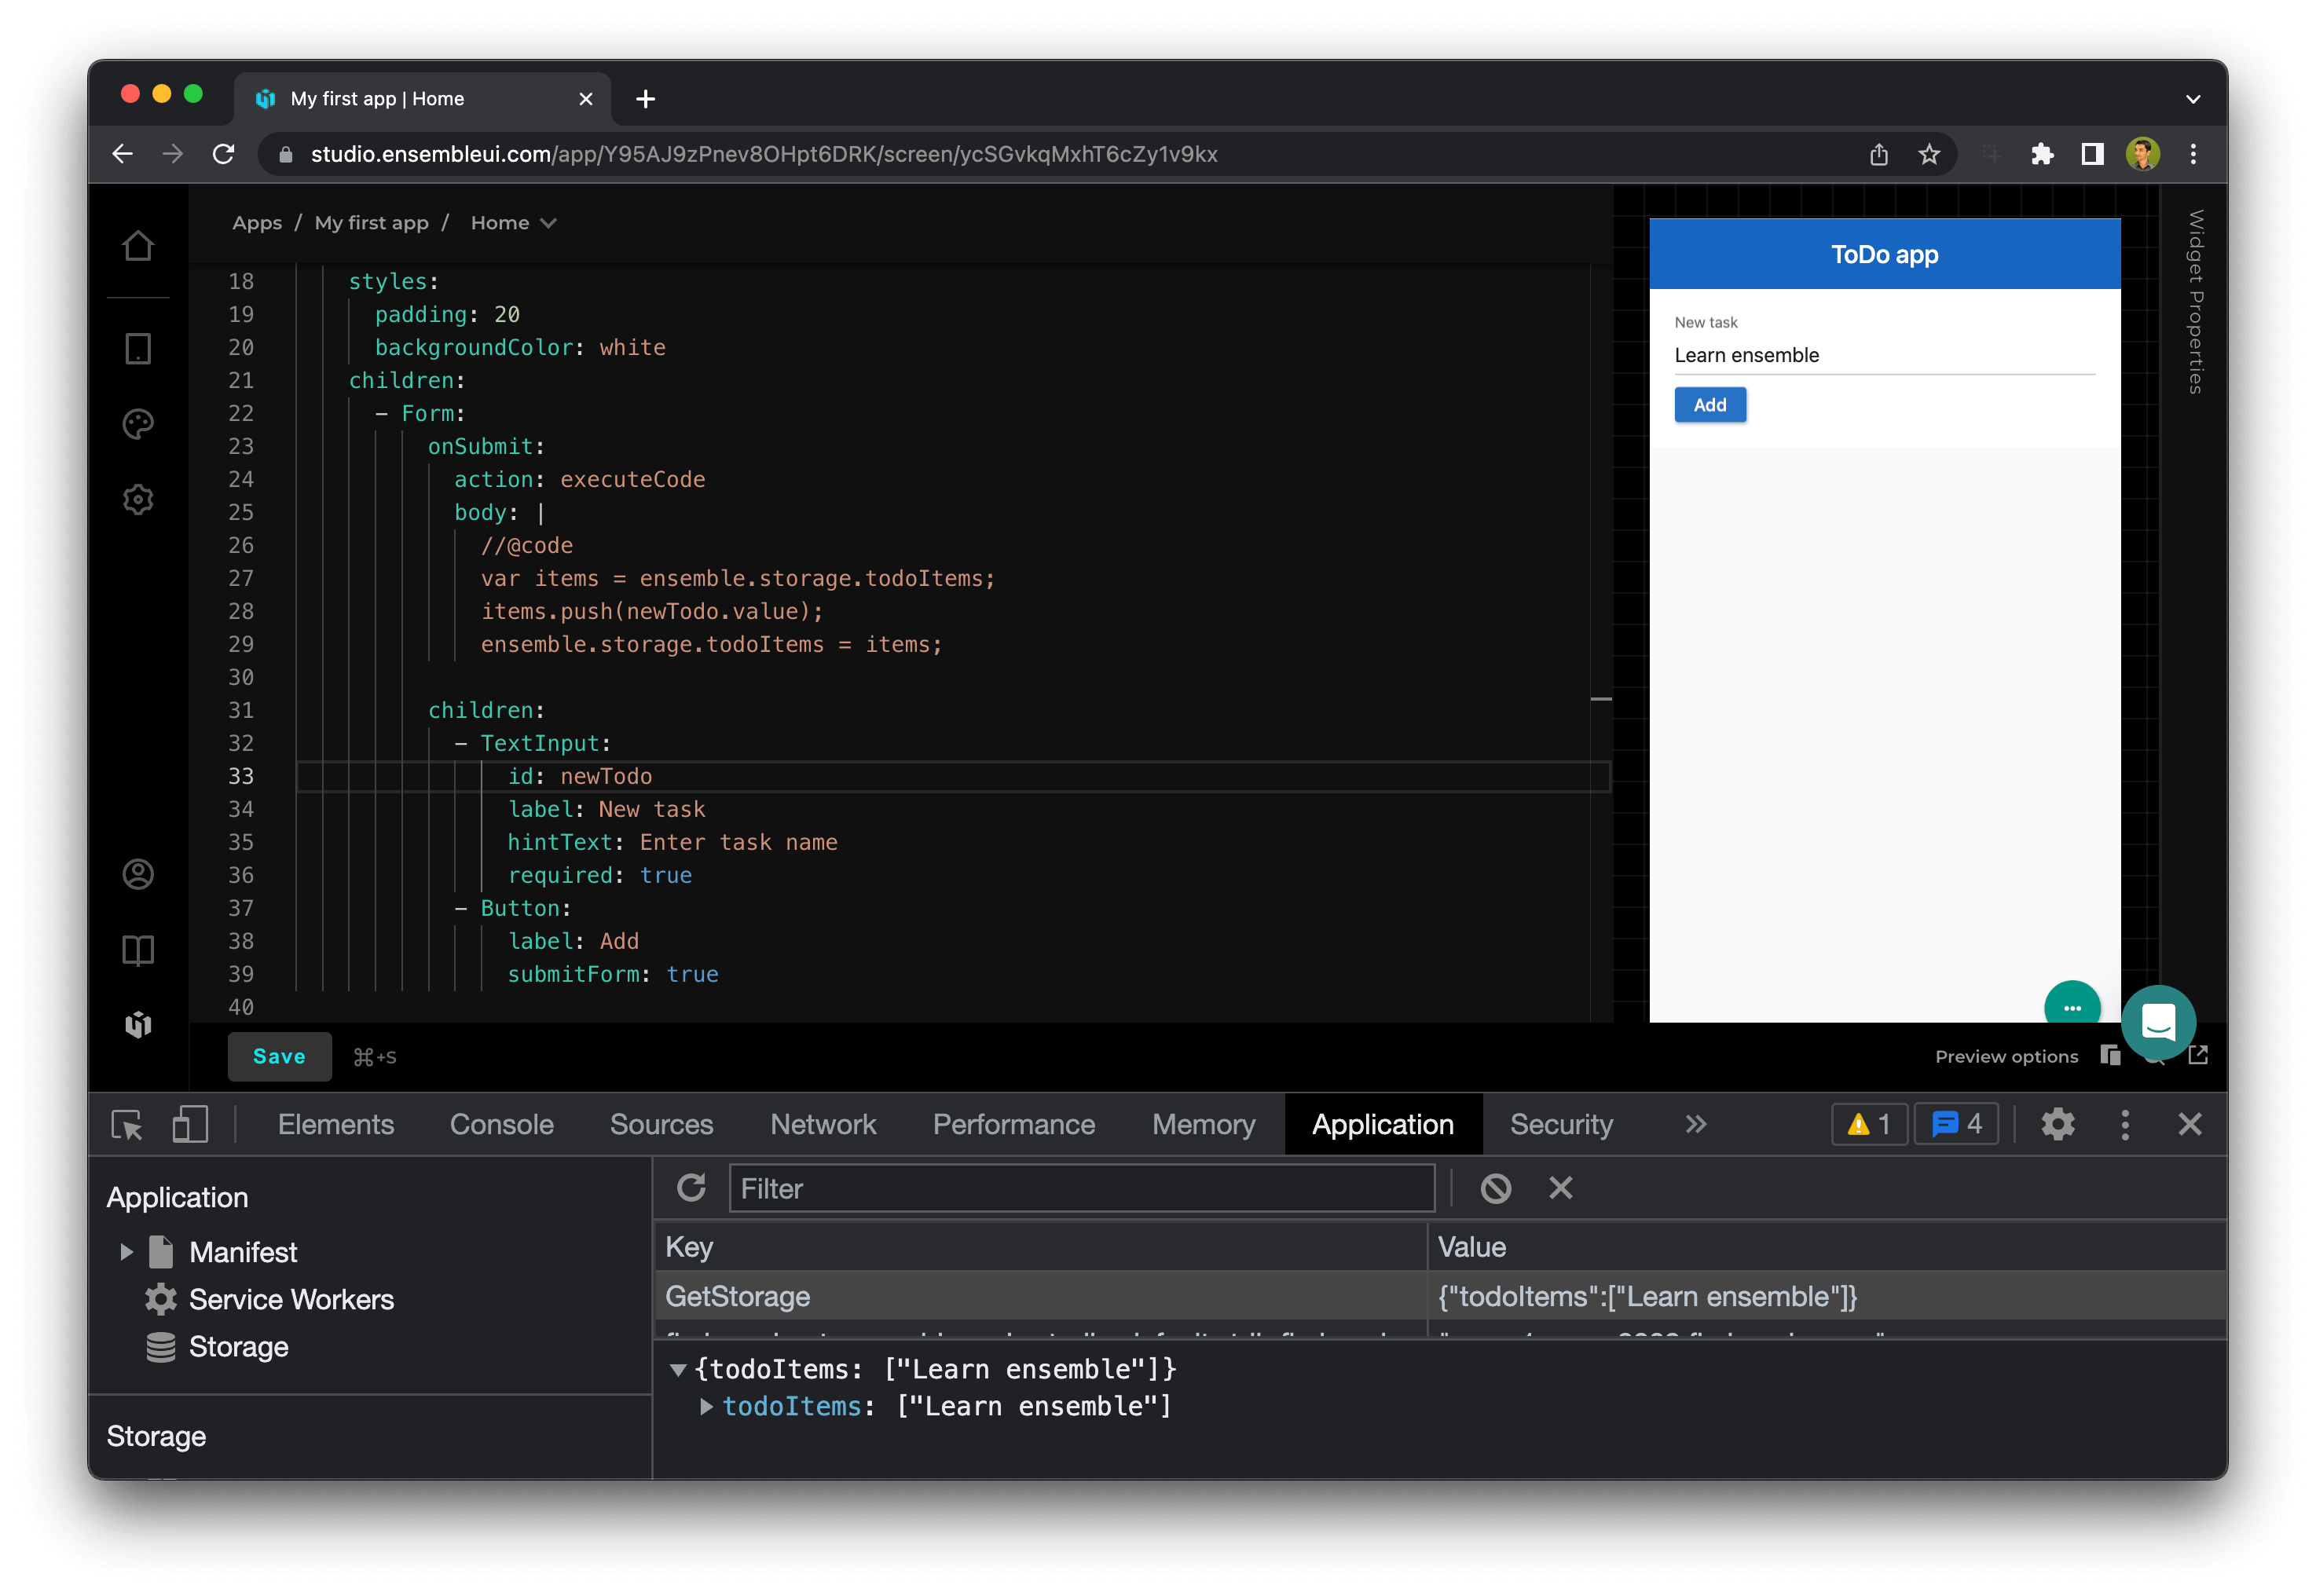 My first app | Home
studio.ensembleui.com/app/Y95AJ9zPnev8OHpt6DRK/screen/ycSGvkqMxhT6cZy1v9kx
Apps / My first app / Home
18 styles:
19 padding: 20
20 backgroundColor: white
21 children:
22 - Form:
23 onSubmit:
24 action: executeCode
25 body: |
26 //@code
27 var items = ensemble.storage.todoItems;
28 items.push(newTodo.value);
29 ensemble.storage.todoItems = items;
30
31 children:
32 - TextInput:
33 id: newTodo
34 label: New task
35 hintText: Enter task name
36 required: true
37 - Button:
38 label: Add
39 submitForm: true
40
ToDo app
New task
Learn ensemble
Add
Widget Properties
Save ⌘+S
Preview options
Elements Console Sources Network Performance Memory Application Security » 1 4
Application
Manifest
Service Workers
Storage
Storage
Filter
Key Value
GetStorage {"todoItems":["Learn ensemble"]}
{todoItems: ["Learn ensemble"]}
todoItems: ["Learn ensemble"]